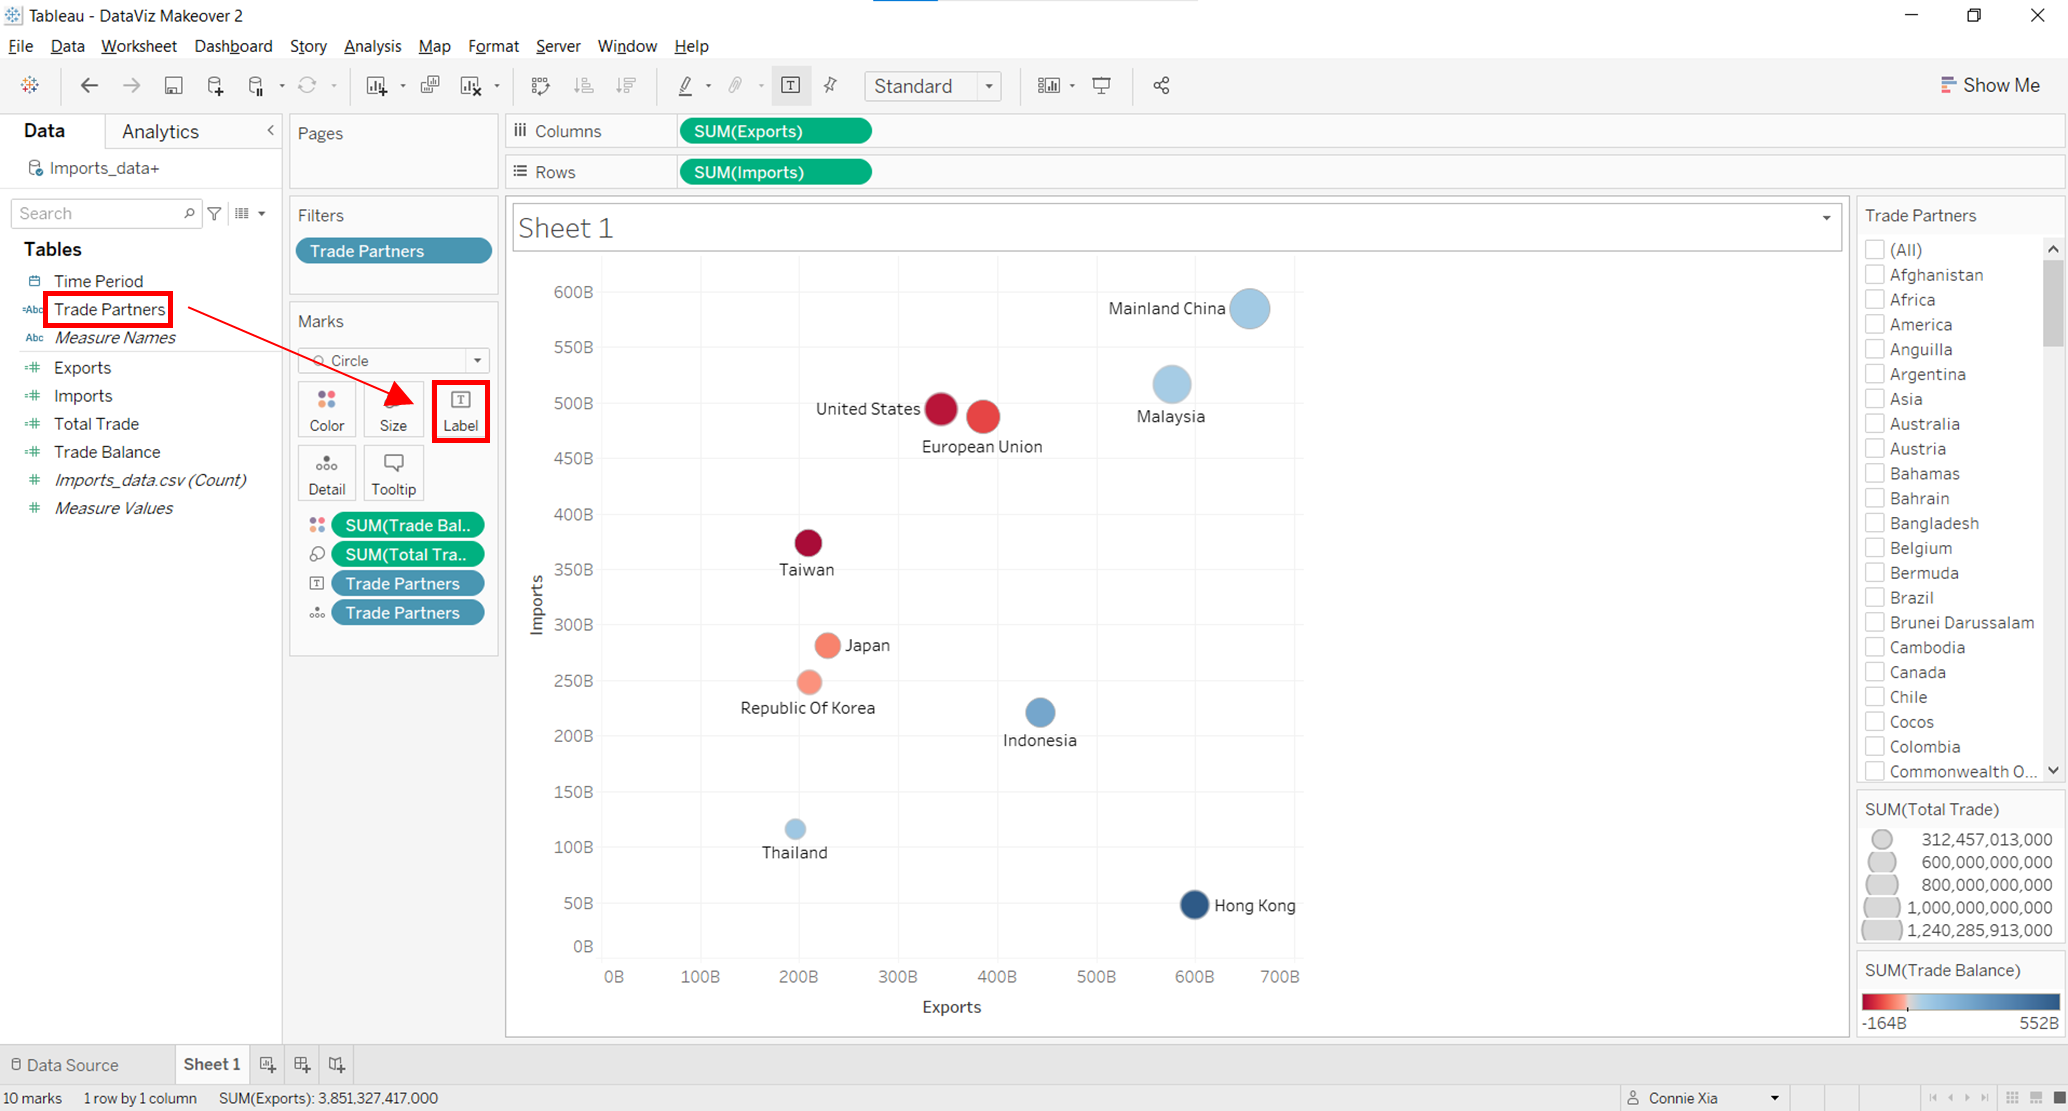 Tableau - DataViz Makeover 2
File Data Worksheet Dashboard Story Analysis Map Format Server Window Help
Standard
Show Me
Data
Analytics
Imports_data+
Search
Tables
Time Period
Abc Trade Partners
Abc Measure Names
Exports
Imports
Total Trade
Trade Balance
Imports_data.csv (Count)
Measure Values
Pages
Filters
Trade Partners
Marks
Circle
Color
Size
Label
Detail
Tooltip
SUM(Trade Bal..
SUM(Total Tra..
Trade Partners
Trade Partners
Columns
SUM(Exports)
Rows
SUM(Imports)
Sheet 1
600B
550B
500B
450B
400B
350B
300B
250B
200B
150B
100B
50B
0B
Imports
Mainland China
Malaysia
United States
European Union
Taiwan
Japan
Republic Of Korea
Indonesia
Thailand
Hong Kong
0B 100B 200B 300B 400B 500B 600B 700B
Exports
Trade Partners
(All)
Afghanistan
Africa
America
Anguilla
Argentina
Asia
Australia
Austria
Bahamas
Bahrain
Bangladesh
Belgium
Bermuda
Brazil
Brunei Darussalam
Cambodia
Canada
Chile
Cocos
Colombia
Commonwealth O...
SUM(Total Trade)
312,457,013,000
600,000,000,000
800,000,000,000
1,000,000,000,000
1,240,285,913,000
SUM(Trade Balance)
-164B 552B
Data Source
Sheet 1
10 marks 1 row by 1 column SUM(Exports): 3,851,327,417,000
Connie Xia